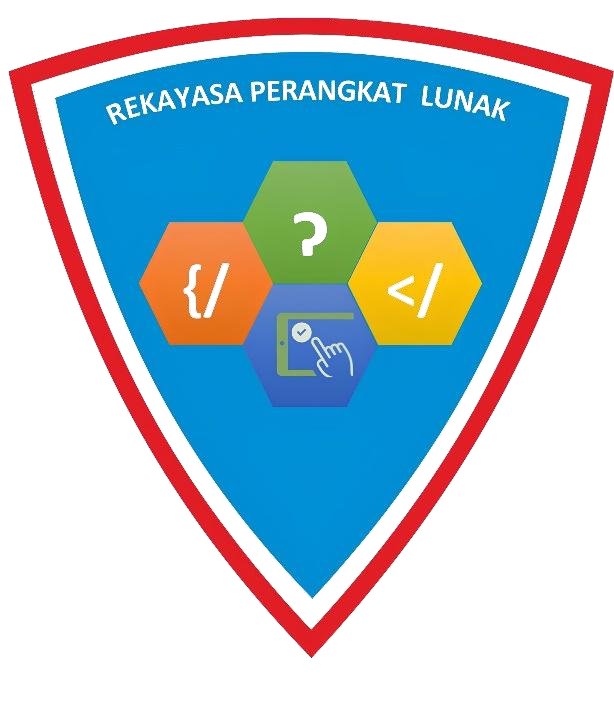 REKAYASA PERANGKAT LUNAK
?
{/
</